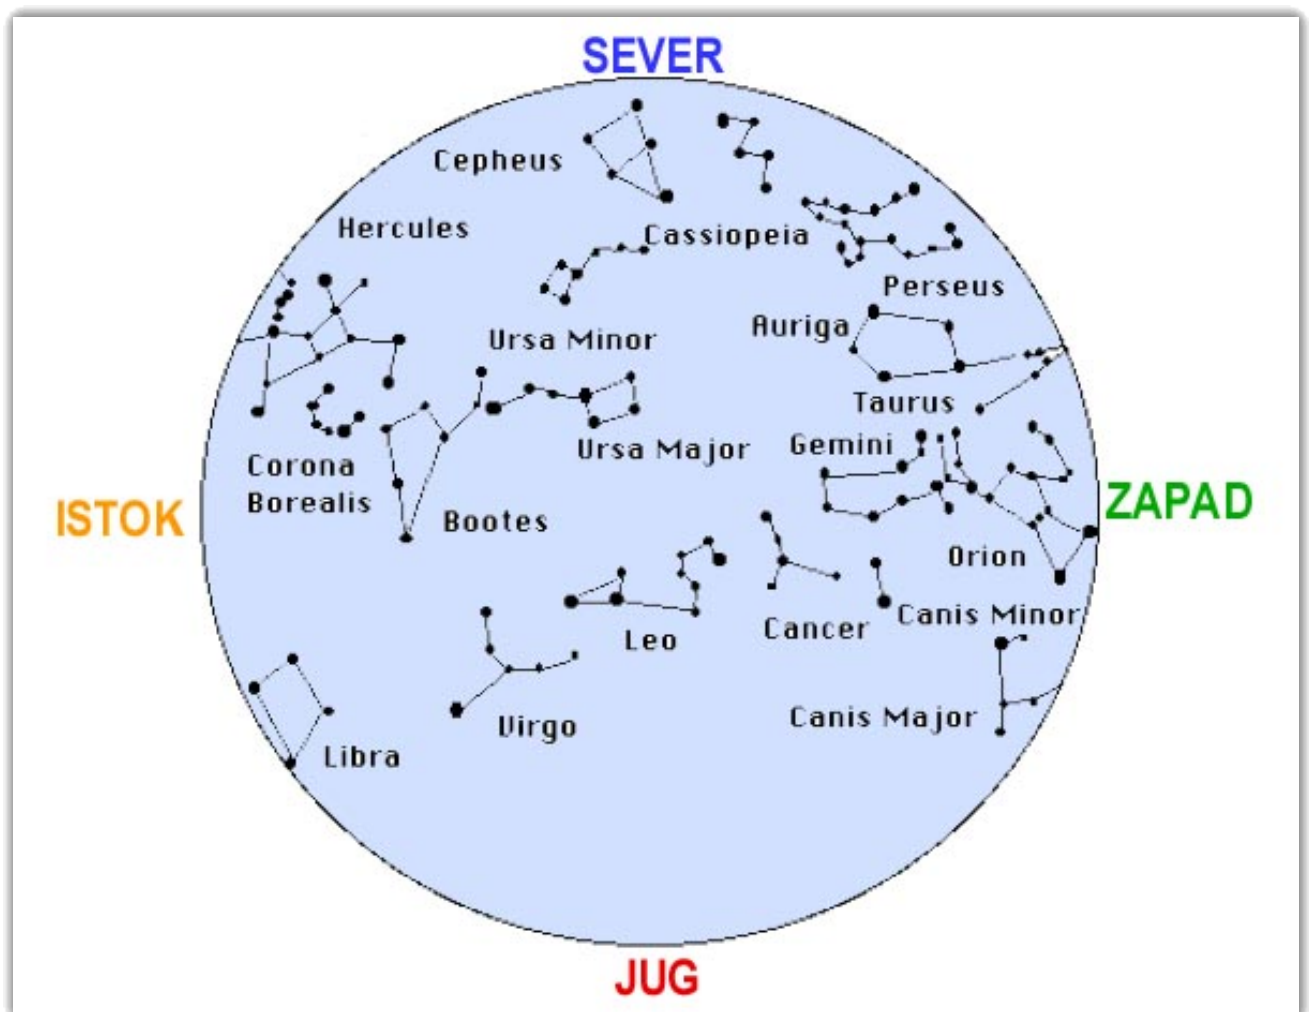 SEVER
Cepheus
Hercules
Cassiopeia
Perseus
Auriga
Ursa Minor
Taurus
Gemini
Ursa Major
Corona
Borealis
ISTOK
ZAPAD
Bootes
Orion
Canis Minor
Cancer
Leo
Canis Major
Virgo
Libra
JUG